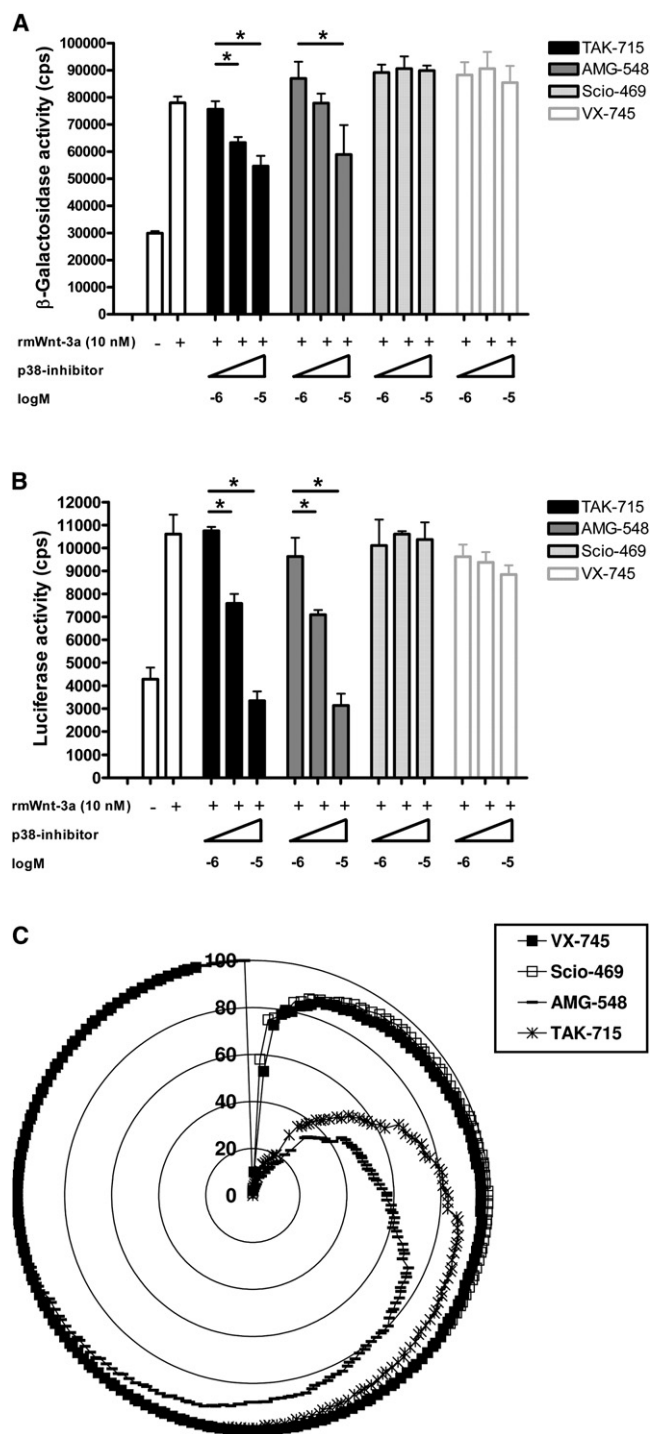 A
β-Galactosidase activity (cps)
100000
90000
80000
70000
60000
50000
40000
30000
20000
10000
0
* *
*
TAK-715
AMG-548
Scio-469
VX-745
rmWnt-3a (10 nM) - + + + + + + + + + + + + +
p38-inhibitor
logM -6 -5 -6 -5 -6 -5 -6 -5
B
Luciferase activity (cps)
12000
11000
10000
9000
8000
7000
6000
5000
4000
3000
2000
1000
0
* *
* *
TAK-715
AMG-548
Scio-469
VX-745
rmWnt-3a (10 nM) - + + + + + + + + + + + + +
p38-inhibitor
logM -6 -5 -6 -5 -6 -5 -6 -5
C
100
80
60
40
20
0
VX-745
Scio-469
AMG-548
TAK-715